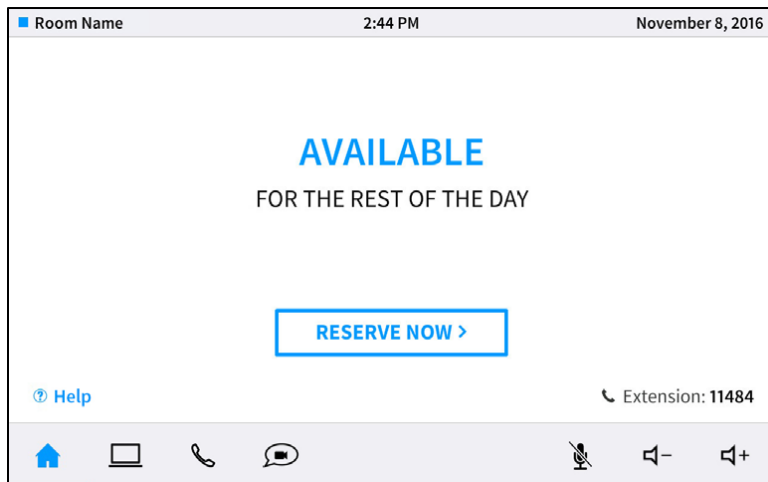 Room Name 2:44 PM November 8, 2016
AVAILABLE
FOR THE REST OF THE DAY
RESERVE NOW >
? Help Extension: 11484